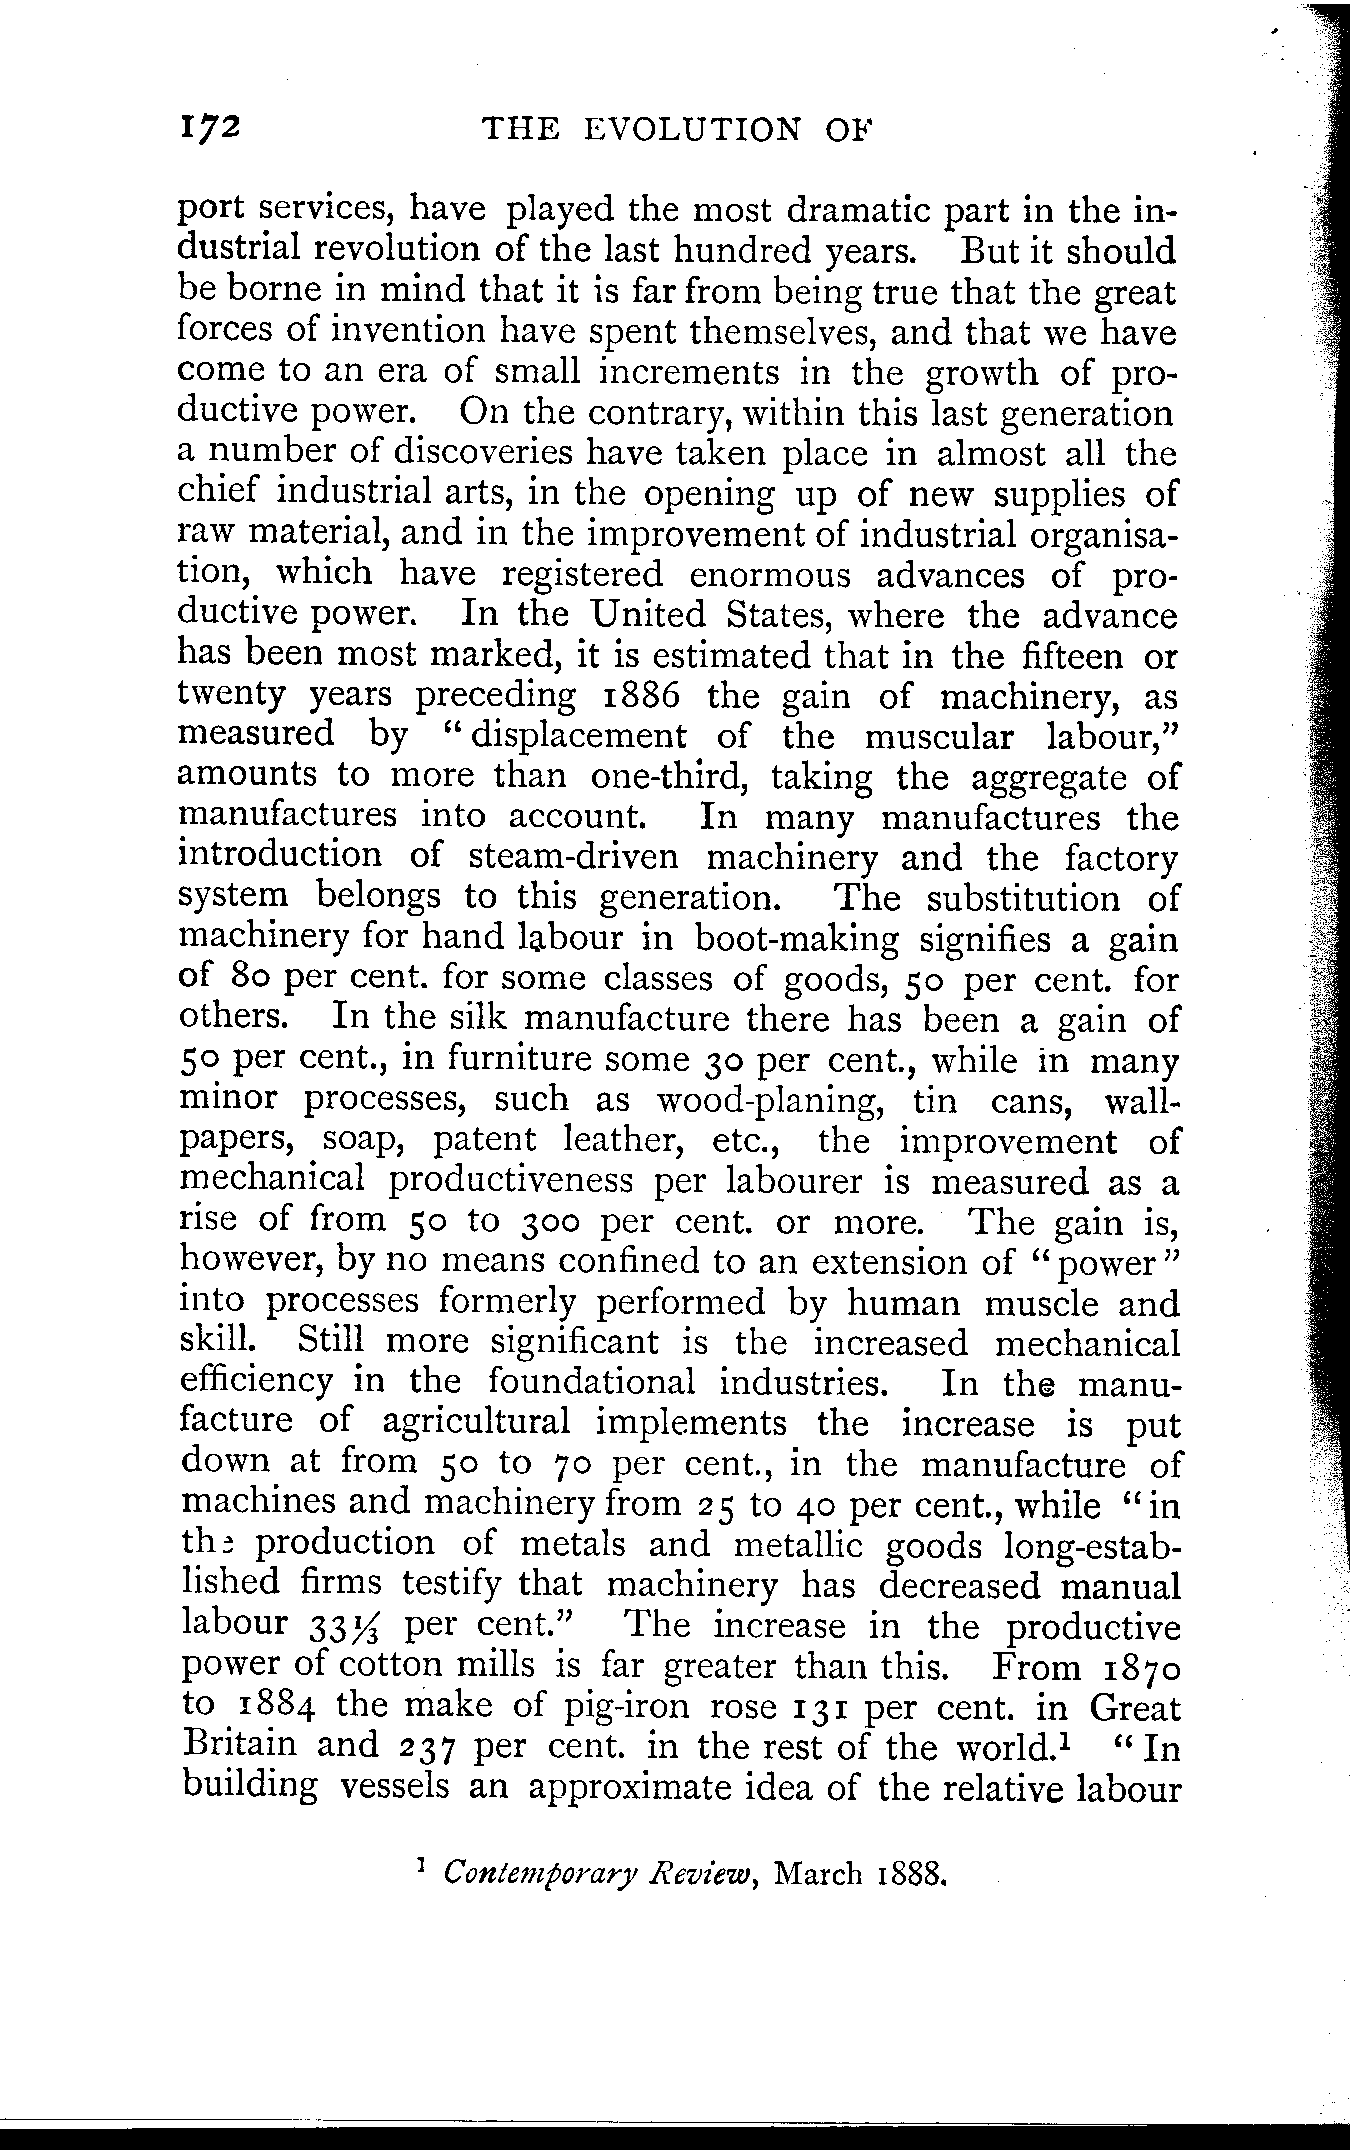 172 THE EVOLUTION OF
port services, have played the most dramatic part in the in-
dustrial revolution of the last hundred years. But it should
be borne in mind that it is far from being true that the great
forces of invention have spent themselves, and that we have
come to an era of small increments in the growth of pro-
ductive power. On the contrary, within this last generation
a number of discoveries have taken place in almost all the
chief industrial arts, in the opening up of new supplies of
raw material, and in the improvement of industrial organisa-
tion, which have registered enormous advances of pro-
ductive power. In the United States, where the advance
has been most marked, it is estimated that in the fifteen or
twenty years preceding 1886 the gain of machinery, as
measured by “displacement of the muscular labour,”
amounts to more than one-third, taking the aggregate of
manufactures into account. In many manufactures the
introduction of steam-driven machinery and the factory
system belongs to this generation. The substitution of
machinery for hand labour in boot-making signifies a gain
of 80 per cent. for some classes of goods, 50 per cent. for
others. In the silk manufacture there has been a gain of
50 per cent., in furniture some 30 per cent., while in many
minor processes, such as wood-planing, tin cans, wall-
papers, soap, patent leather, etc., the improvement of
mechanical productiveness per labourer is measured as a
rise of from 50 to 300 per cent. or more. The gain is,
however, by no means confined to an extension of “power”
into processes formerly performed by human muscle and
skill. Still more significant is the increased mechanical
efficiency in the foundational industries. In the manu-
facture of agricultural implements the increase is put
down at from 50 to 70 per cent., in the manufacture of
machines and machinery from 25 to 40 per cent., while “in
the production of metals and metallic goods long-estab-
lished firms testify that machinery has decreased manual
labour 33⅓ per cent.” The increase in the productive
power of cotton mills is far greater than this. From 1870
to 1884 the make of pig-iron rose 131 per cent. in Great
Britain and 237 per cent. in the rest of the world.¹ “In
building vessels an approximate idea of the relative labour
¹ Contemporary Review, March 1888.